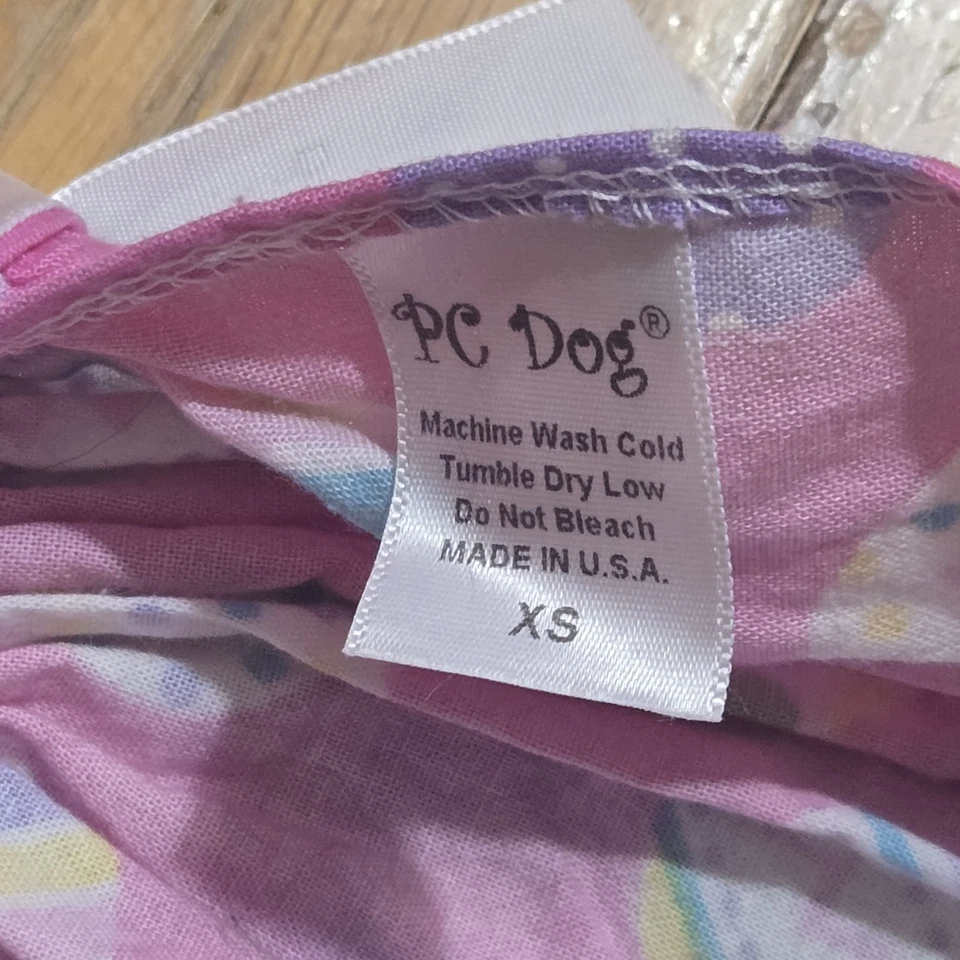 PC Dog®
Machine Wash Cold
Tumble Dry Low
Do Not Bleach
MADE IN U.S.A.
XS